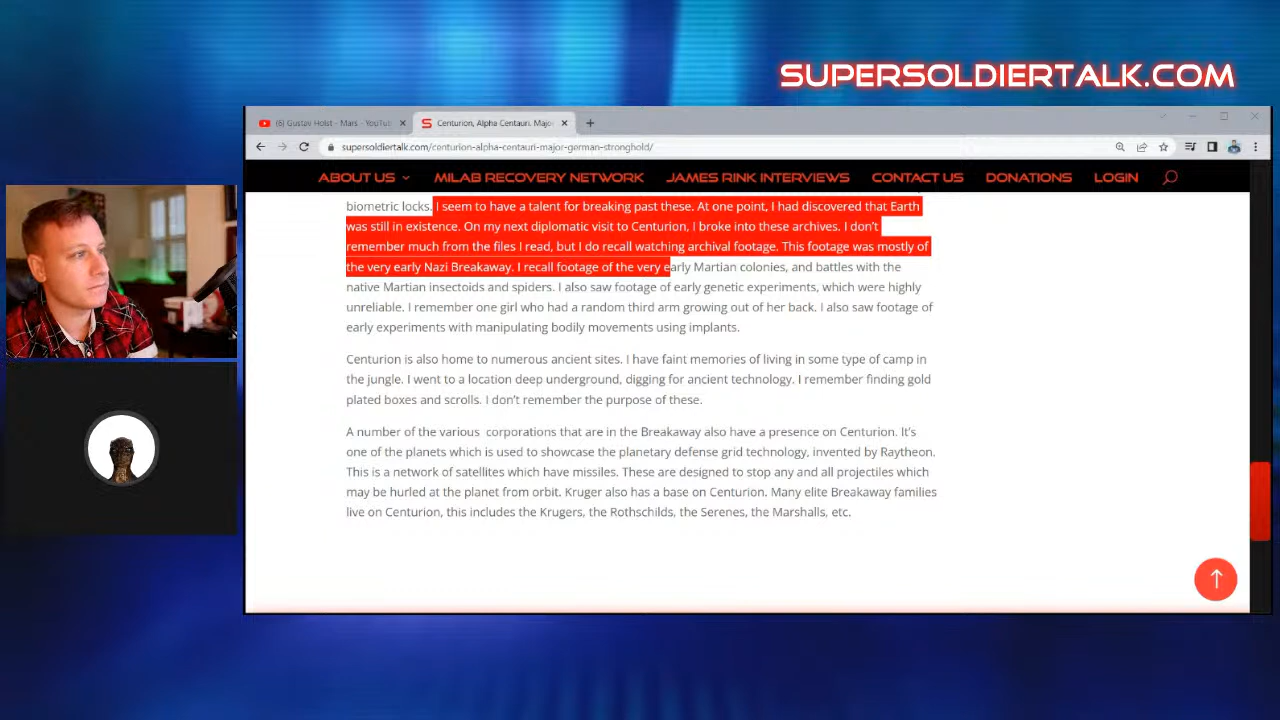 SUPERSOLDIERTALK.COM
(6) Gustav Holst - Mars - YouTu
Centurion, Alpha Centauri. Majo
supersoldiertalk.com/centurion-alpha-centauri-major-german-stronghold/
ABOUT US MILAB RECOVERY NETWORK JAMES RINK INTERVIEWS CONTACT US DONATIONS LOGIN
biometric locks. I seem to have a talent for breaking past these. At one point, I had discovered that Earth
was still in existence. On my next diplomatic visit to Centurion, I broke into these archives. I don't
remember much from the files I read, but I do recall watching archival footage. This footage was mostly of
the very early Nazi Breakaway. I recall footage of the very early Martian colonies, and battles with the
native Martian insectoids and spiders. I also saw footage of early genetic experiments, which were highly
unreliable. I remember one girl who had a random third arm growing out of her back. I also saw footage of
early experiments with manipulating bodily movements using implants.
Centurion is also home to numerous ancient sites. I have faint memories of living in some type of camp in
the jungle. I went to a location deep underground, digging for ancient technology. I remember finding gold
plated boxes and scrolls. I don't remember the purpose of these.
A number of the various corporations that are in the Breakaway also have a presence on Centurion. It's
one of the planets which is used to showcase the planetary defense grid technology, invented by Raytheon.
This is a network of satellites which have missiles. These are designed to stop any and all projectiles which
may be hurled at the planet from orbit. Kruger also has a base on Centurion. Many elite Breakaway families
live on Centurion, this includes the Krugers, the Rothschilds, the Serenes, the Marshalls, etc.